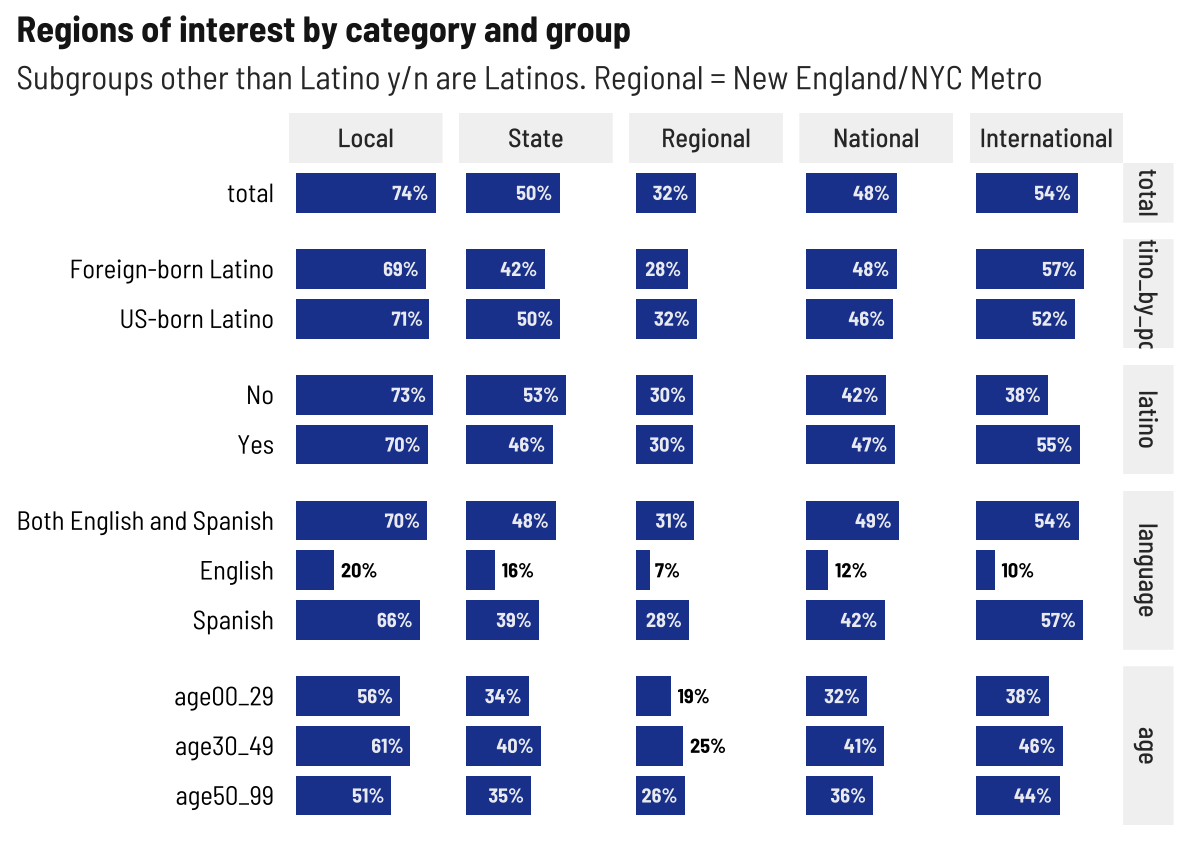 Regions of interest by category and group
Subgroups other than Latino y/n are Latinos. Regional = New England/NYC Metro
Local State Regional National International
total 74% 50% 32% 48% 54% total
Foreign-born Latino 69% 42% 28% 48% 57%
US-born Latino 71% 50% 32% 46% 52%
tino_by_po
No 73% 53% 30% 42% 38%
Yes 70% 46% 30% 47% 55%
latino
Both English and Spanish 70% 48% 31% 49% 54%
English 20% 16% 7% 12% 10%
Spanish 66% 39% 28% 42% 57%
language
age00_29 56% 34% 19% 32% 38%
age30_49 61% 40% 25% 41% 46%
age50_99 51% 35% 26% 36% 44%
age